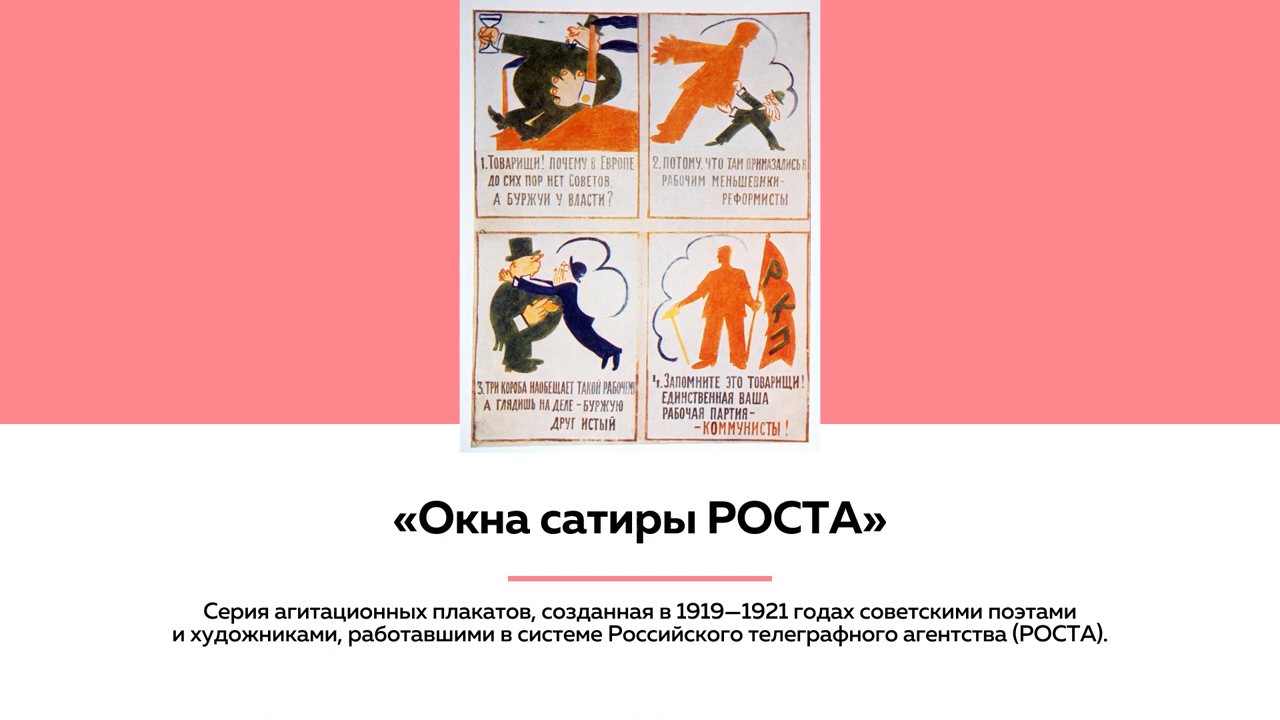 1. ТОВАРИЩИ! ПОЧЕМУ В ЕВРОПЕ
ДО СИХ ПОР НЕТ СОВЕТОВ,
А БУРЖУИ У ВЛАСТИ?
2. ПОТОМУ, ЧТО ТАМ ПРИМАЗАЛИСЬ К
РАБОЧИМ МЕНЬШЕВИКИ-
РЕФОРМИСТЫ
РКП
3. ТРИ КОРОБА НАОБЕЩАЕТ ТАКОЙ РАБОЧЕМУ
А ГЛЯДИШЬ НА ДЕЛЕ - БУРЖУЮ
ДРУГ ИСТЫЙ
4. ЗАПОМНИТЕ ЭТО ТОВАРИЩИ!
ЕДИНСТВЕННАЯ ВАША
РАБОЧАЯ ПАРТИЯ-
- КОММУНИСТЫ!
«Окна сатиры РОСТА»
Серия агитационных плакатов, созданная в 1919—1921 годах советскими поэтами
и художниками, работавшими в системе Российского телеграфного агентства (РОСТА).